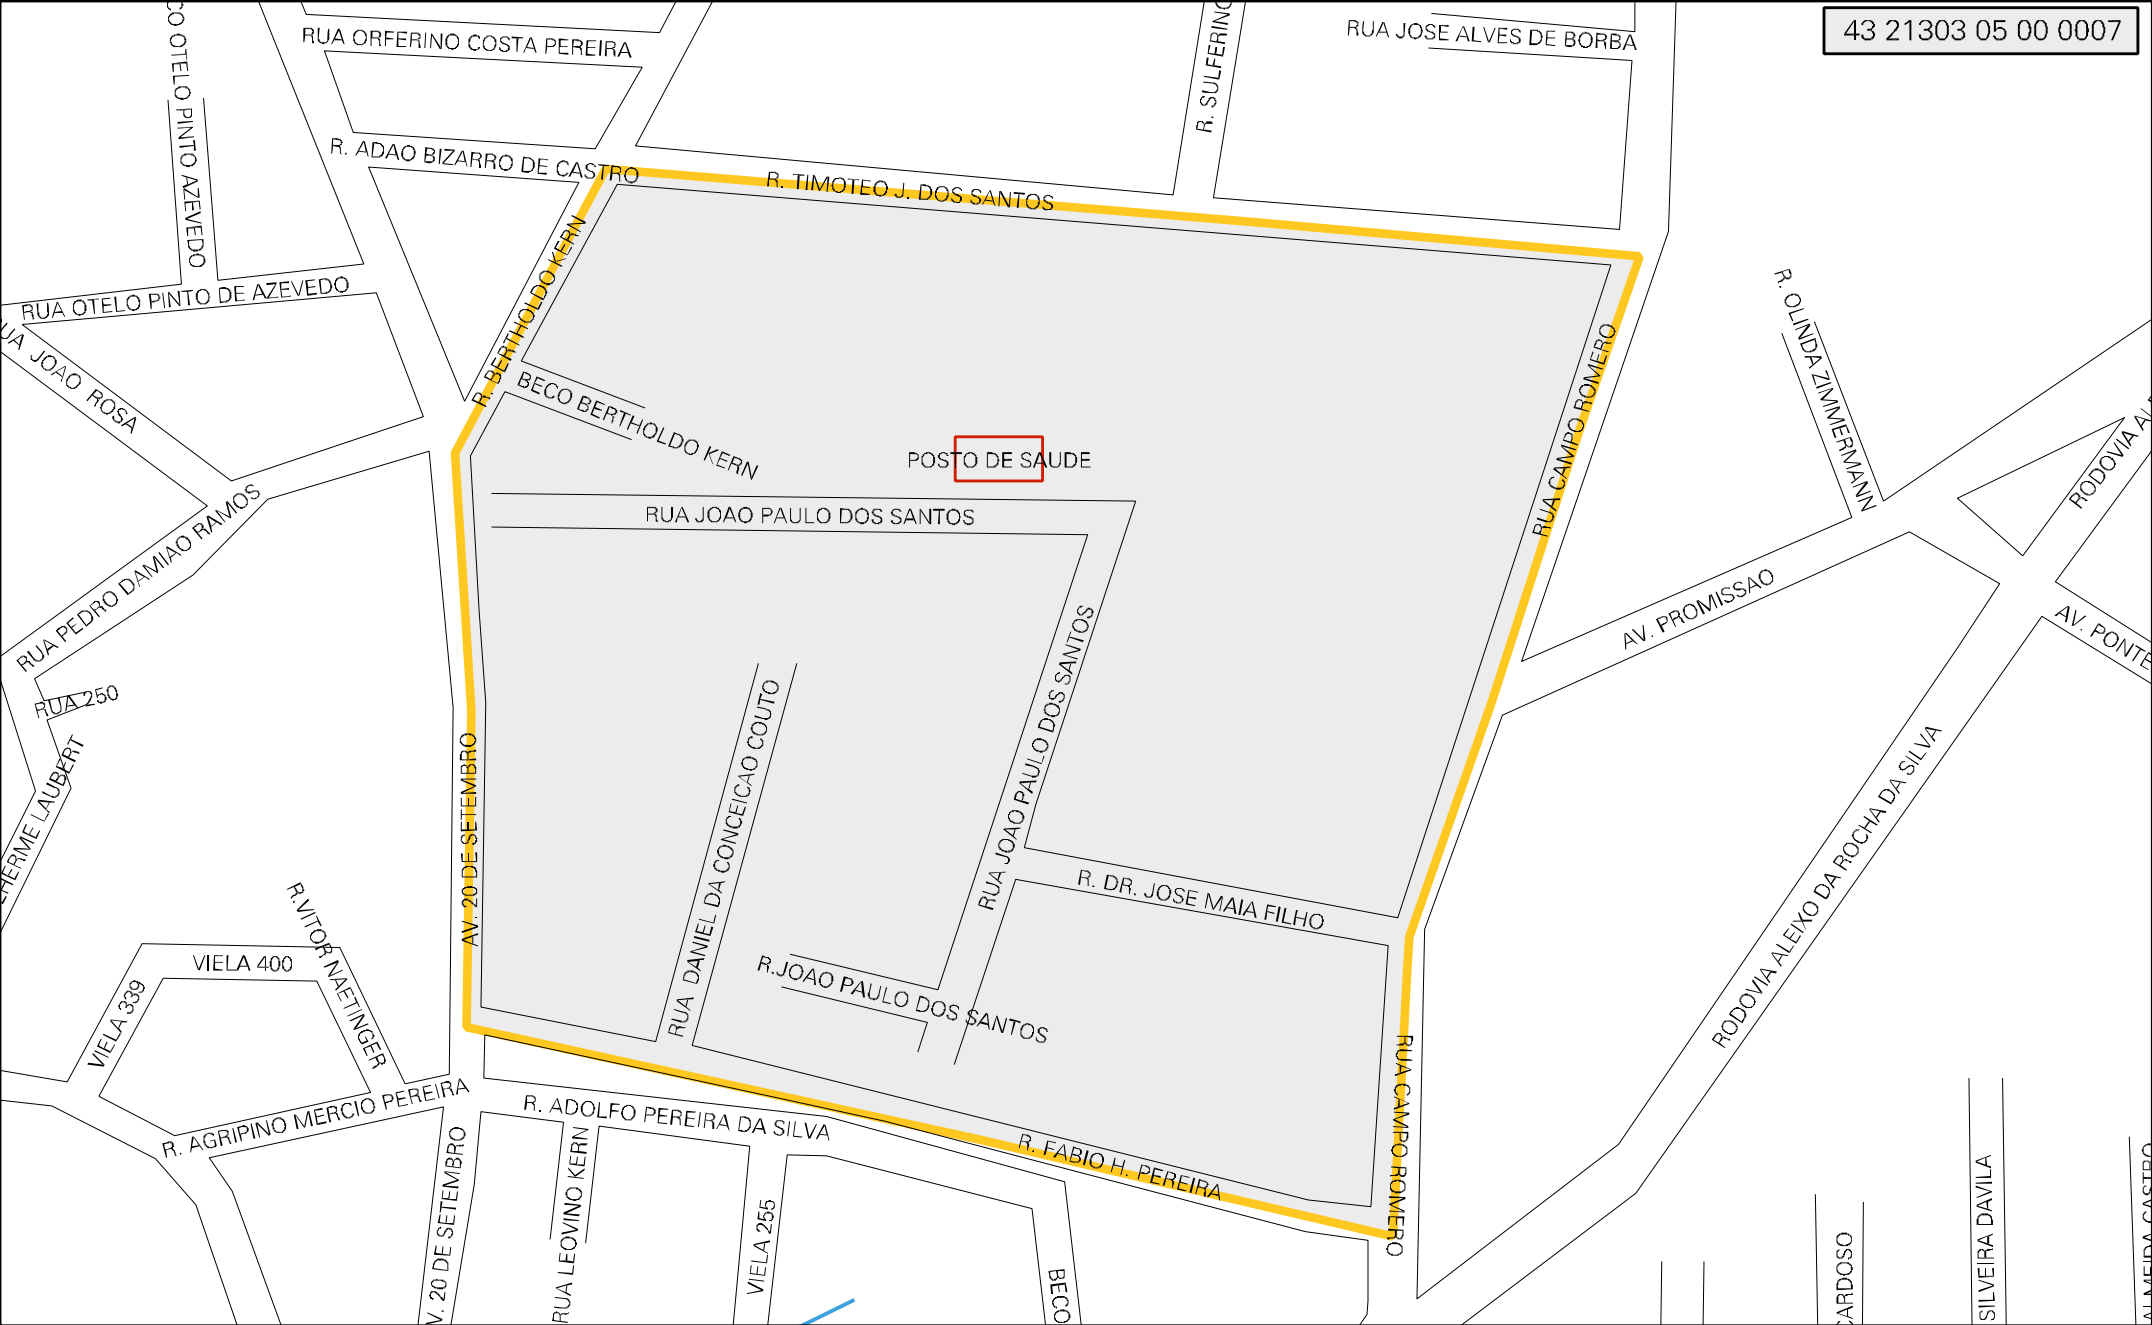 43 21303 05 00 0007
RUA ORFERINO COSTA PEREIRA
RUA JOSE ALVES DE BORBA
R. SULFERINO
OTELO PINTO AZEVEDO
R. ADAO BIZARRO DE CASTRO
R. TIMOTEO J. DOS SANTOS
R. BERTHOLDO KERN
RUA OTELO PINTO DE AZEVEDO
JOAO ROSA
BECO BERTHOLDO KERN
POSTO DE SAUDE
RUA CAMPO ROMERO
R. OLINDA ZIMMERMANN
RODOVIA
RUA JOAO PAULO DOS SANTOS
RUA PEDRO DAMIAO RAMOS
AV. PROMISSAO
AV. PONTE
RUA 250
LAUBERT
AV. 20 DE SETEMBRO
RUA DANIEL DA CONCEICAO COUTO
RUA JOAO PAULO DOS SANTOS
R. DR. JOSE MAIA FILHO
RODOVIA ALEIXO DA ROCHA DA SILVA
R.VITOR NAETINGER
VIELA 400
VIELA 339
R.JOAO PAULO DOS SANTOS
R. AGRIPINO MERCIO PEREIRA
R. ADOLFO PEREIRA DA SILVA
R. FABIO H. PEREIRA
RUA CAMPO ROMERO
V. 20 DE SETEMBRO
RUA LEOVINO KERN
VIELA 255
BECO
CARDOSO
SILVEIRA DAVILA
ALMEIDA CASTRO